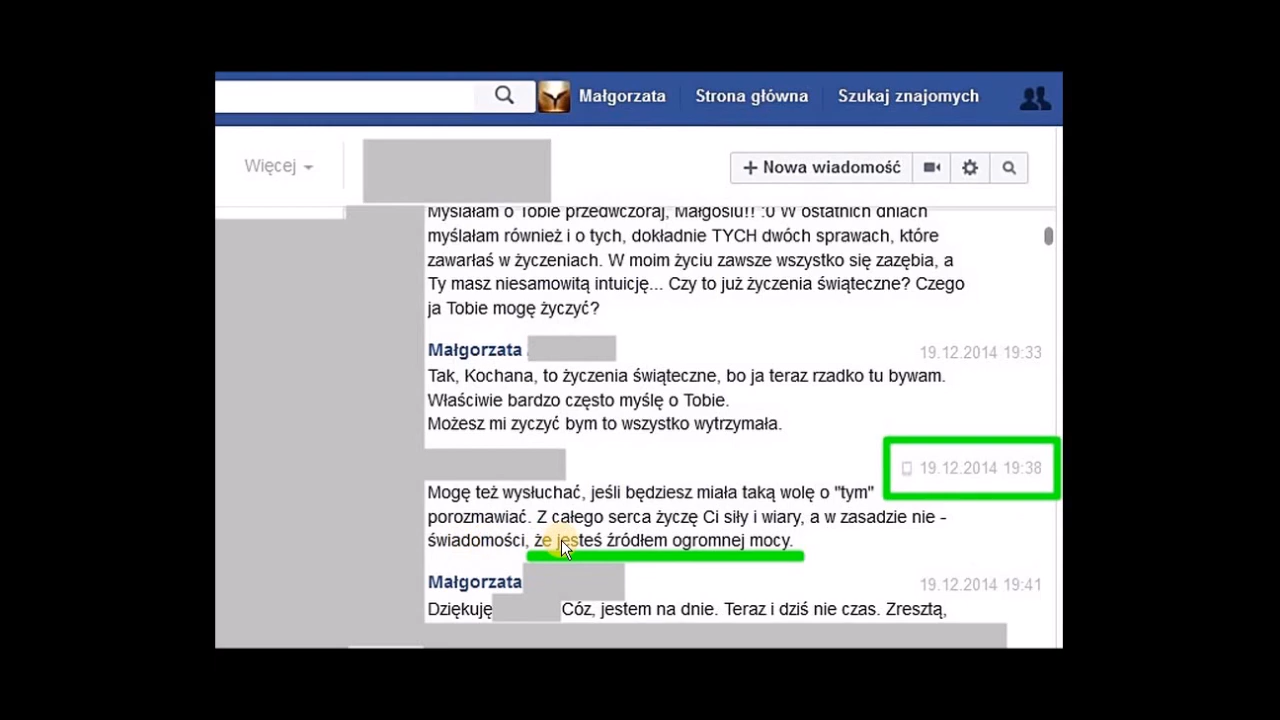 Małgorzata Strona główna Szukaj znajomych
Więcej
+ Nowa wiadomość
Myślałam o Tobie przedwczoraj, Małgosiu!! :0 W ostatnich dniach
myślałam również i o tych, dokładnie TYCH dwóch sprawach, które
zawarłaś w życzeniach. W moim życiu zawsze wszystko się zazębia, a
Ty masz niesamowitą intuicję... Czy to już życzenia świąteczne? Czego
ja Tobie mogę życzyć?
Małgorzata 19.12.2014 19:33
Tak, Kochana, to życzenia świąteczne, bo ja teraz rzadko tu bywam.
Właściwie bardzo często myślę o Tobie.
Możesz mi zyczyć bym to wszystko wytrzymała.
19.12.2014 19:38
Mogę też wysłuchać, jeśli będziesz miała taką wolę o "tym"
porozmawiać. Z całego serca życzę Ci siły i wiary, a w zasadzie nie -
świadomości, że jesteś źródłem ogromnej mocy.
Małgorzata 19.12.2014 19:41
Dziękuję Cóz, jestem na dnie. Teraz i dziś nie czas. Zresztą,